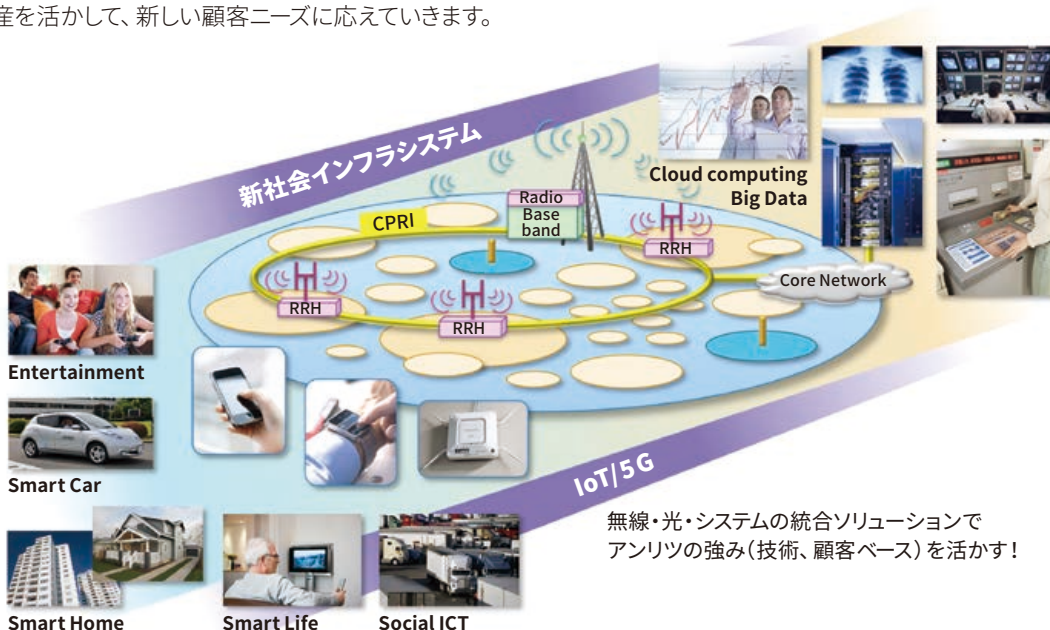 産を活かして、新しい顧客ニーズに応えていきます。
新社会インフラシステム
Cloud computing
Big Data
Radio
Base
band
CPRI
RRH
RRH
RRH
Core Network
Entertainment
Smart Car
IoT/5G
無線・光・システムの統合ソリューションで
アンリツの強み(技術、顧客ベース)を活かす!
Smart Home
Smart Life
Social ICT